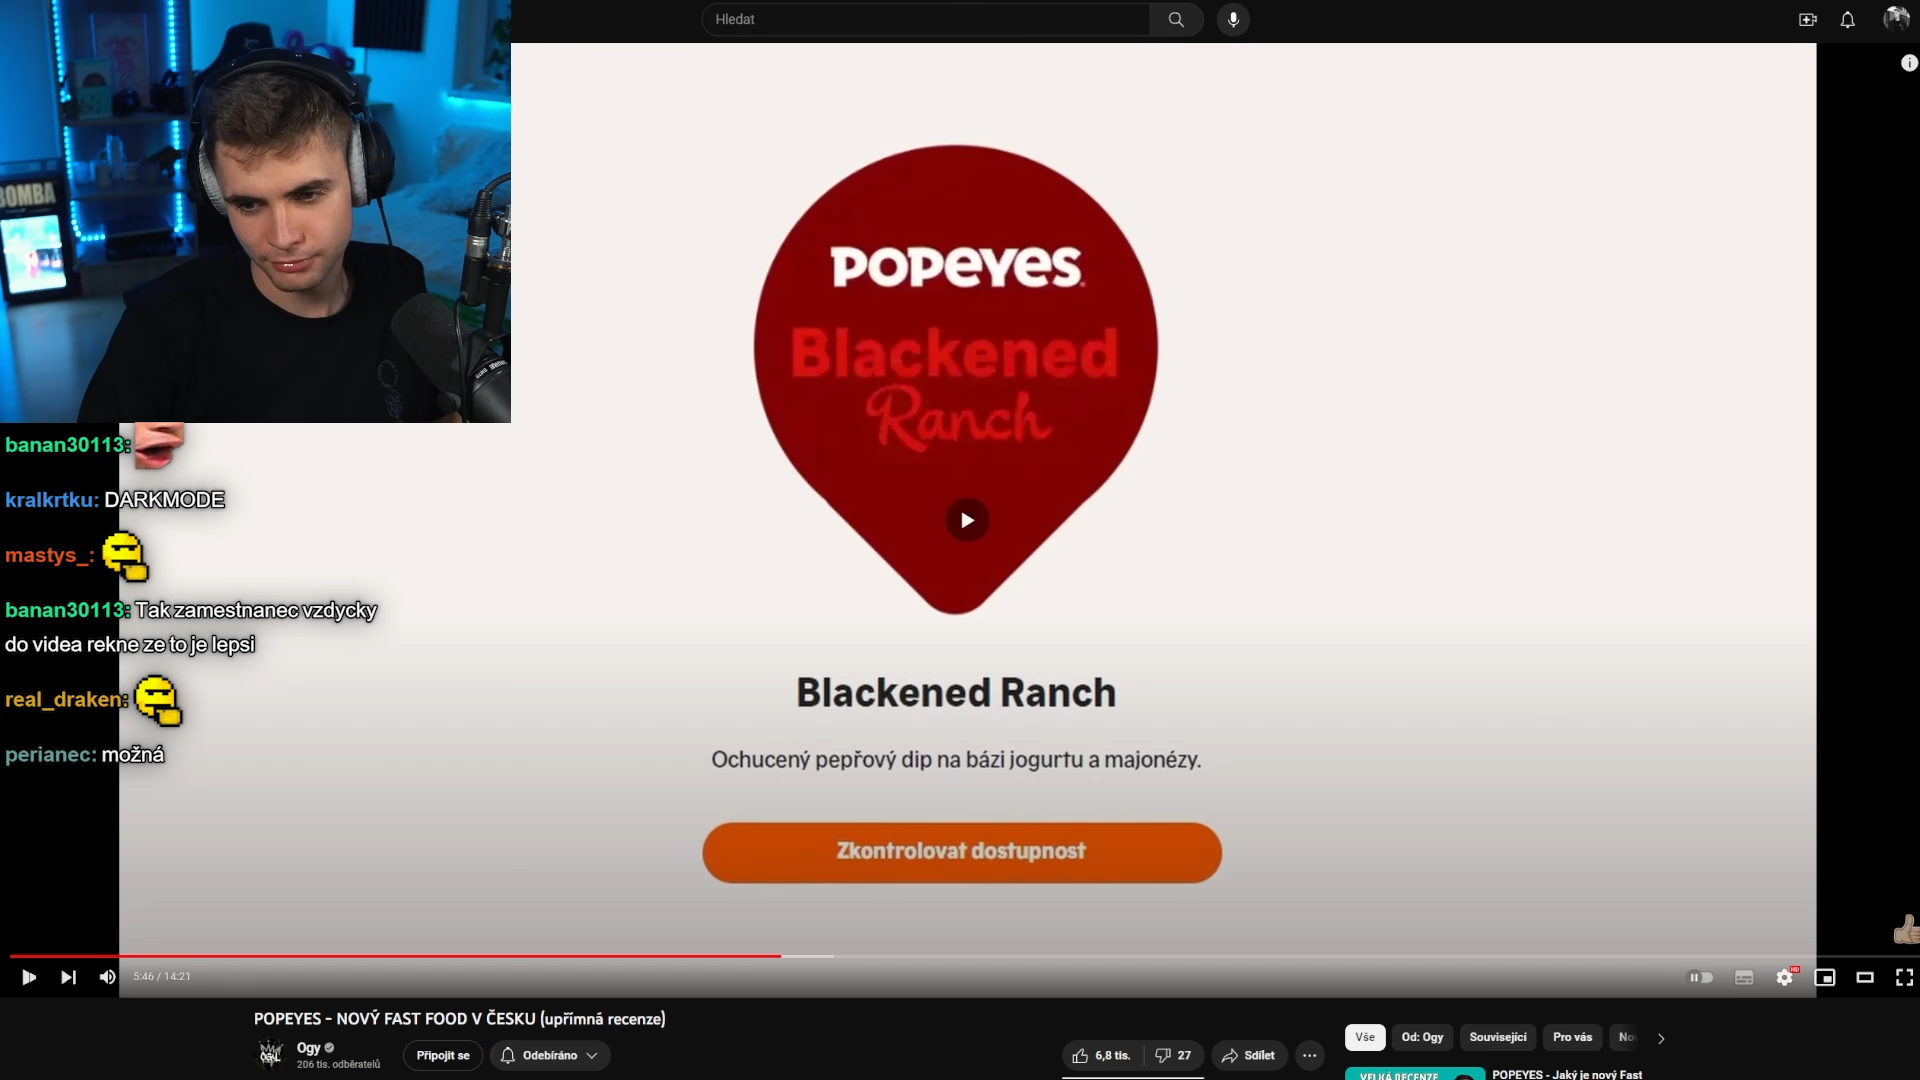 Hledat
BOMBA
POPEYES
Blackened
Ranch
banan30113:
kralkrtku: DARKMODE
mastys_:
banan30113: Tak zamestnanec vzdycky
do videa rekne ze to je lepsi
real_draken:
perianec: možná
Blackened Ranch
Ochucený pepřový dip na bázi jogurtu a majonézy.
Zkontrolovat dostupnost
5:46 / 14:21
HD
POPEYES - NOVÝ FAST FOOD V ČESKU (upřímná recenze)
Ogy
206 tis. odběratelů
Připojit se
Odebíráno
6,8 tis.
27
Sdílet
Vše
Od: Ogy
Související
Pro vás
VELKÁ RECENZE
POPEYES - Jaký je nový Fast